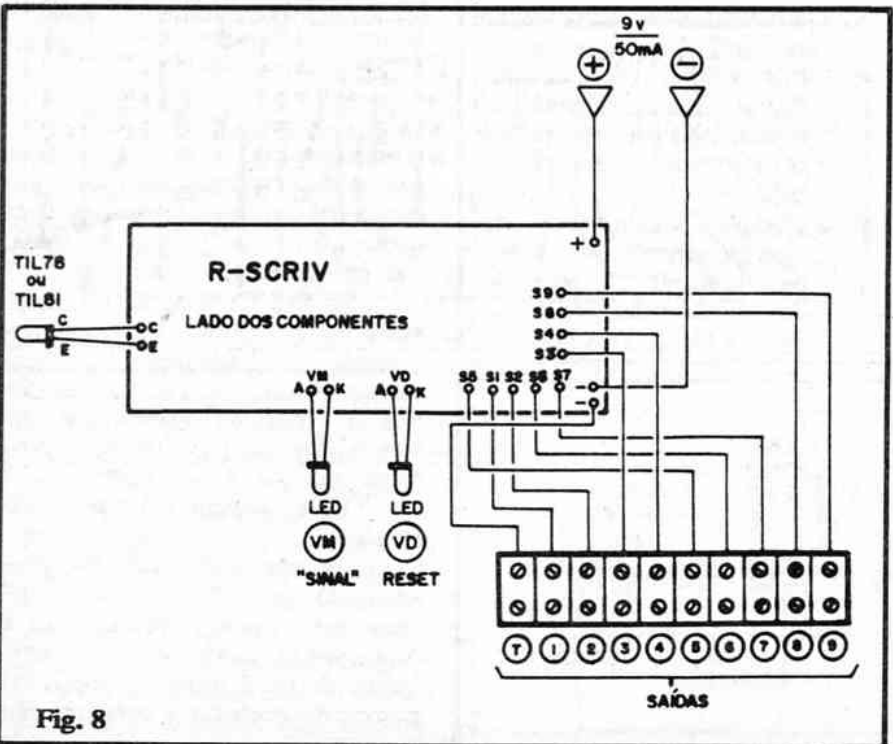 9v
50mA
+ −
+
TIL78
ou
TIL81
R-SCRIV
LADO DOS COMPONENTES
C C
E E
S9
S8
S4
S3
VM VD
A K A K
S5 S1 S2 S6 S7 -
-
LED LED
VM VD
"SINAL" RESET
T 1 2 3 4 5 6 7 8 9
SAÍDAS
Fig. 8